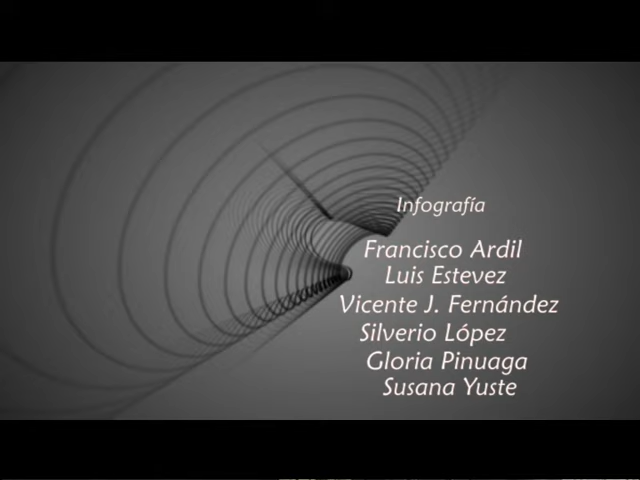 Infografía
Francisco Ardil
Luis Estevez
Vicente J. Fernández
Silverio López
Gloria Pinuaga
Susana Yuste